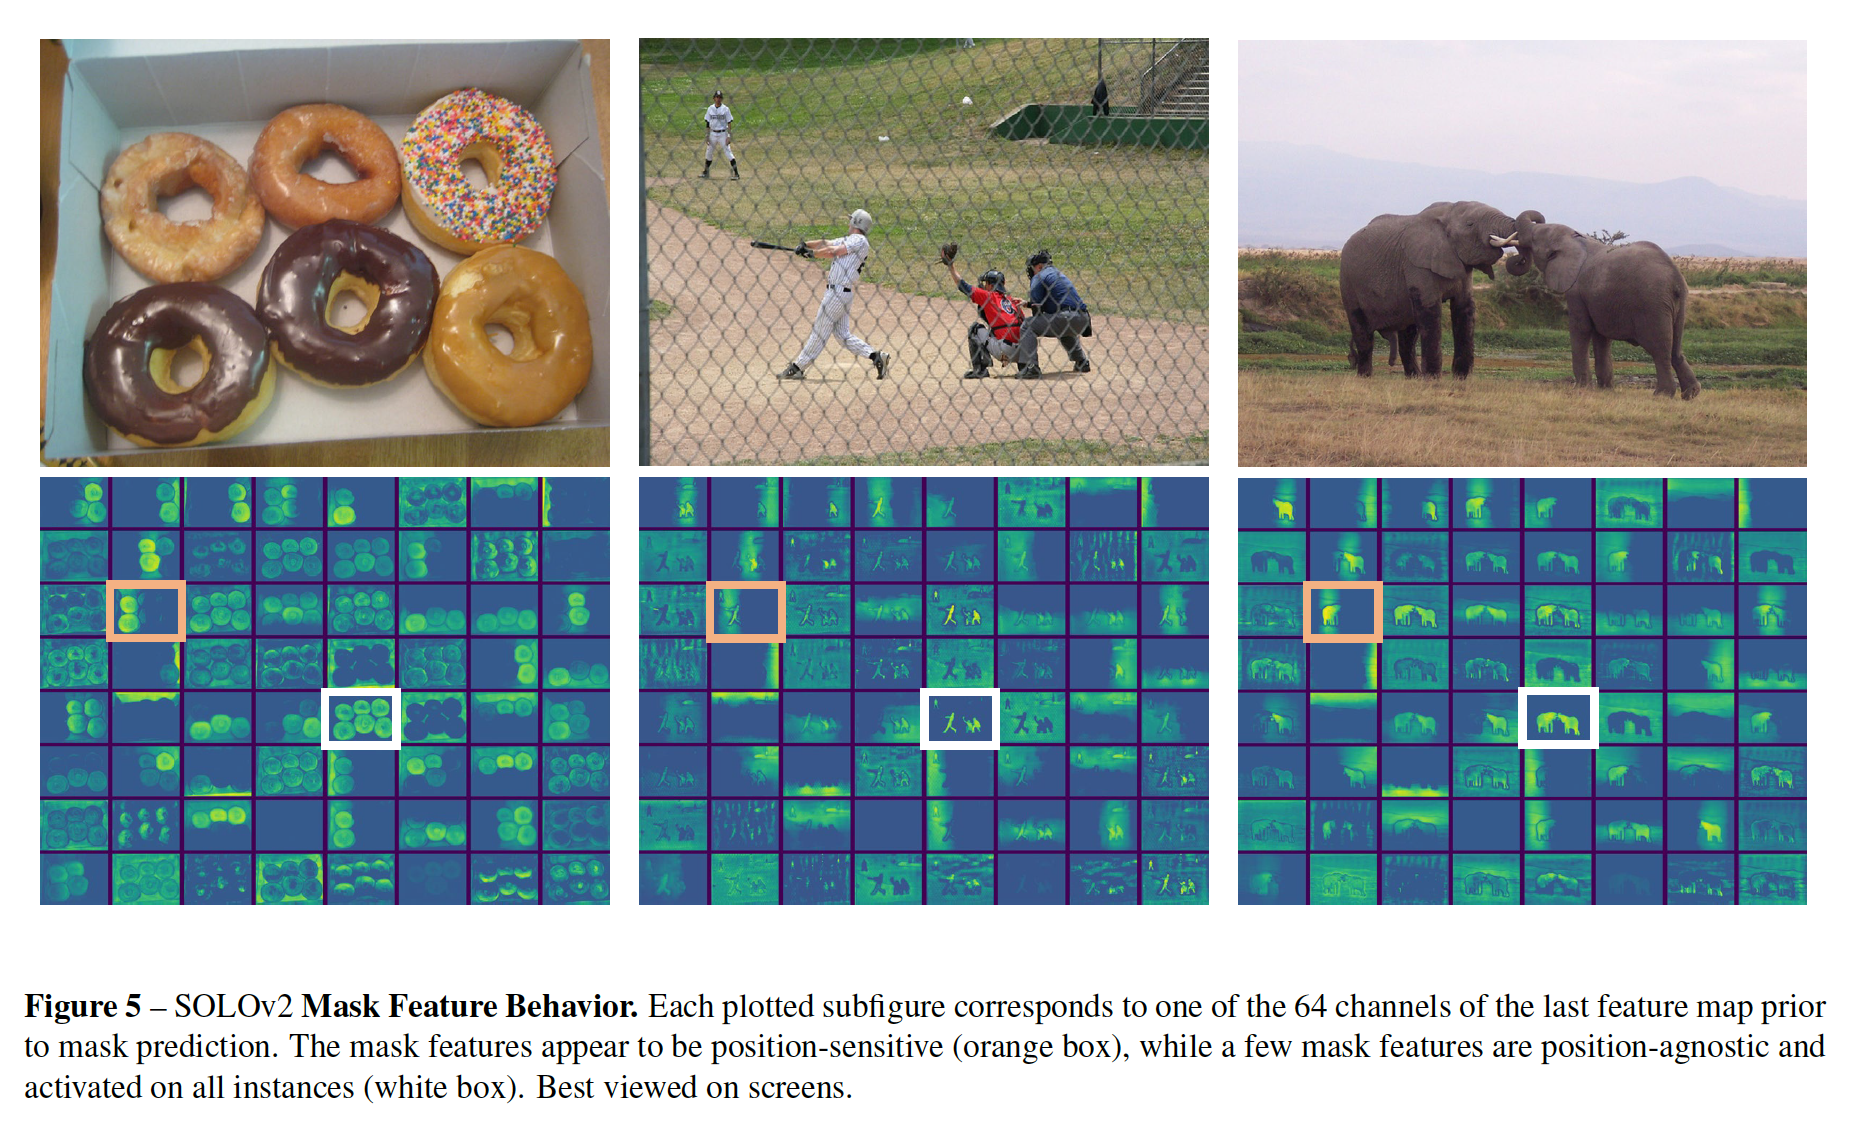 Figure 5 – SOLOv2 Mask Feature Behavior. Each plotted subfigure corresponds to one of the 64 channels of the last feature map prior
to mask prediction. The mask features appear to be position-sensitive (orange box), while a few mask features are position-agnostic and
activated on all instances (white box). Best viewed on screens.